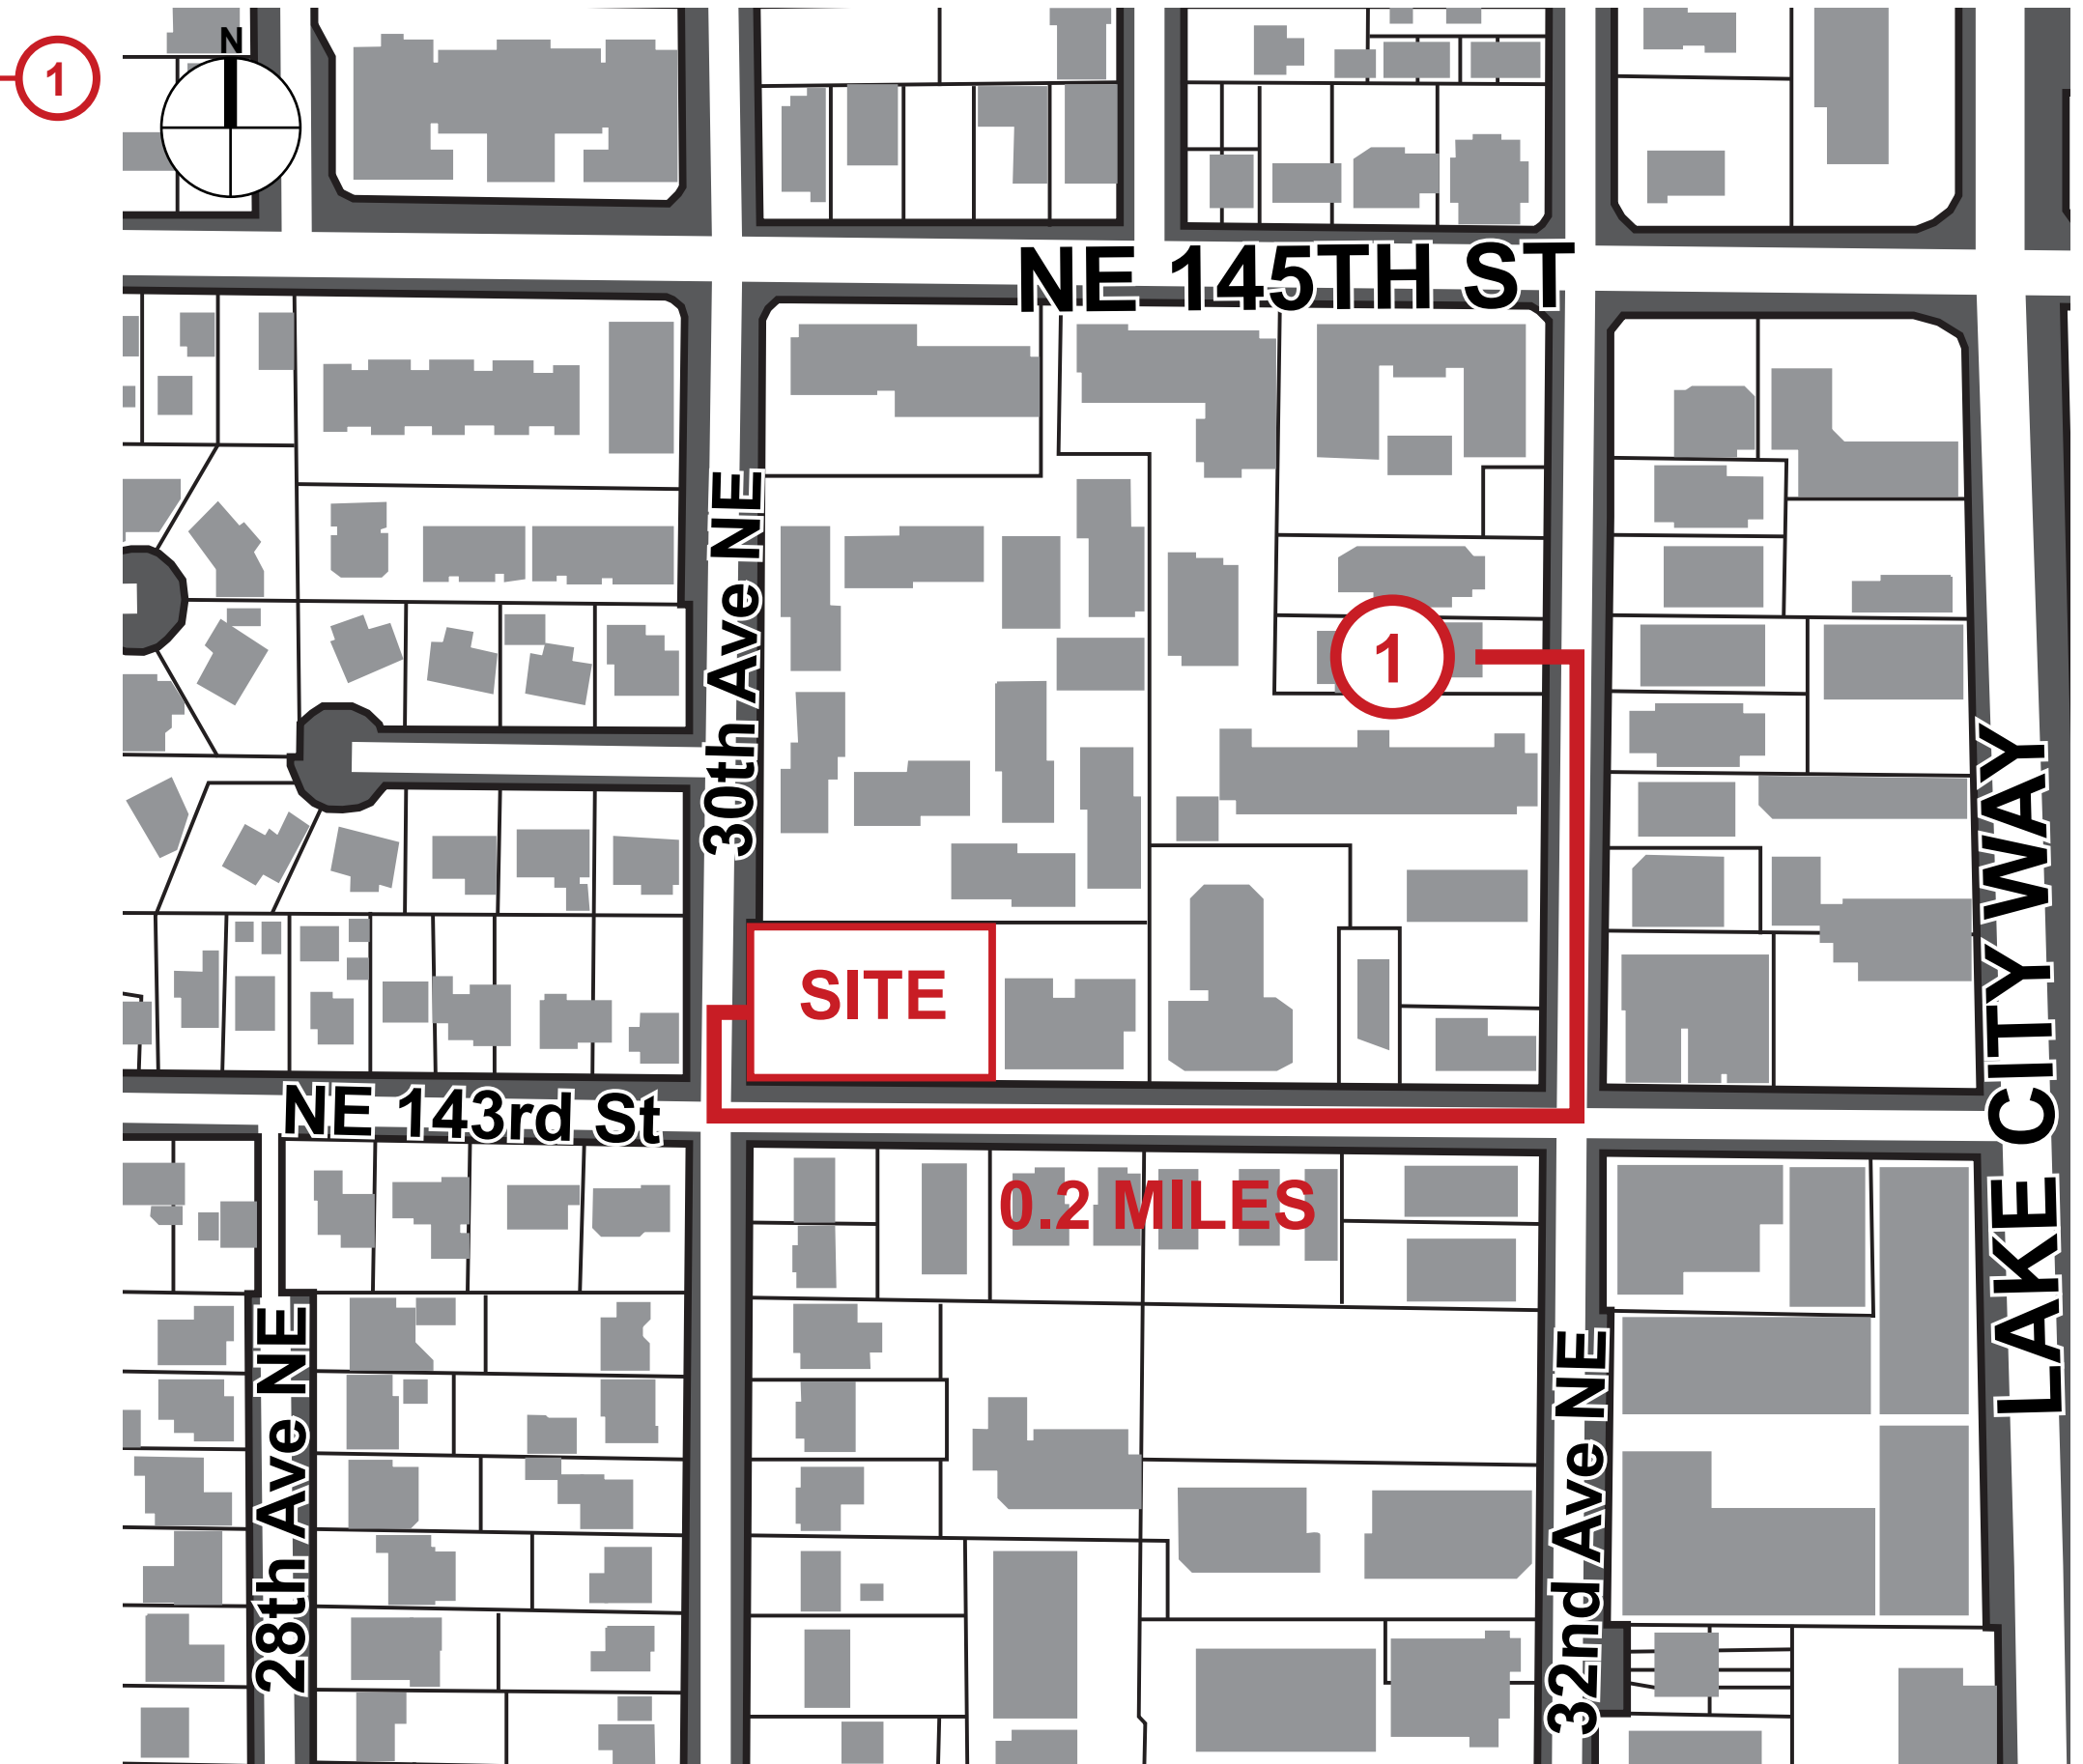 N
1
NE 145TH ST
30th Ave NE
1
LAKE CITY WAY
SITE
NE 143rd St
0.2 MILES
28th Ave NE
32nd Ave NE